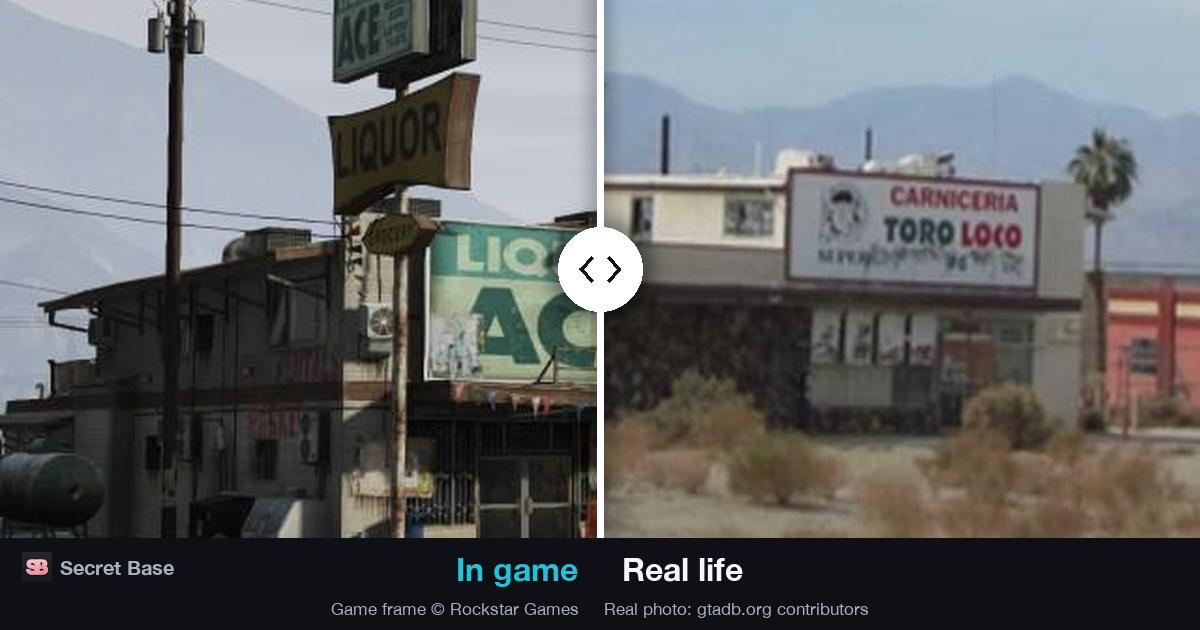 ACE
LIQUOR
LIQ
AC
CARNICERIA
TORO LOCO
SB Secret Base
In game
Real life
Game frame © Rockstar Games
Real photo: gtadb.org contributors